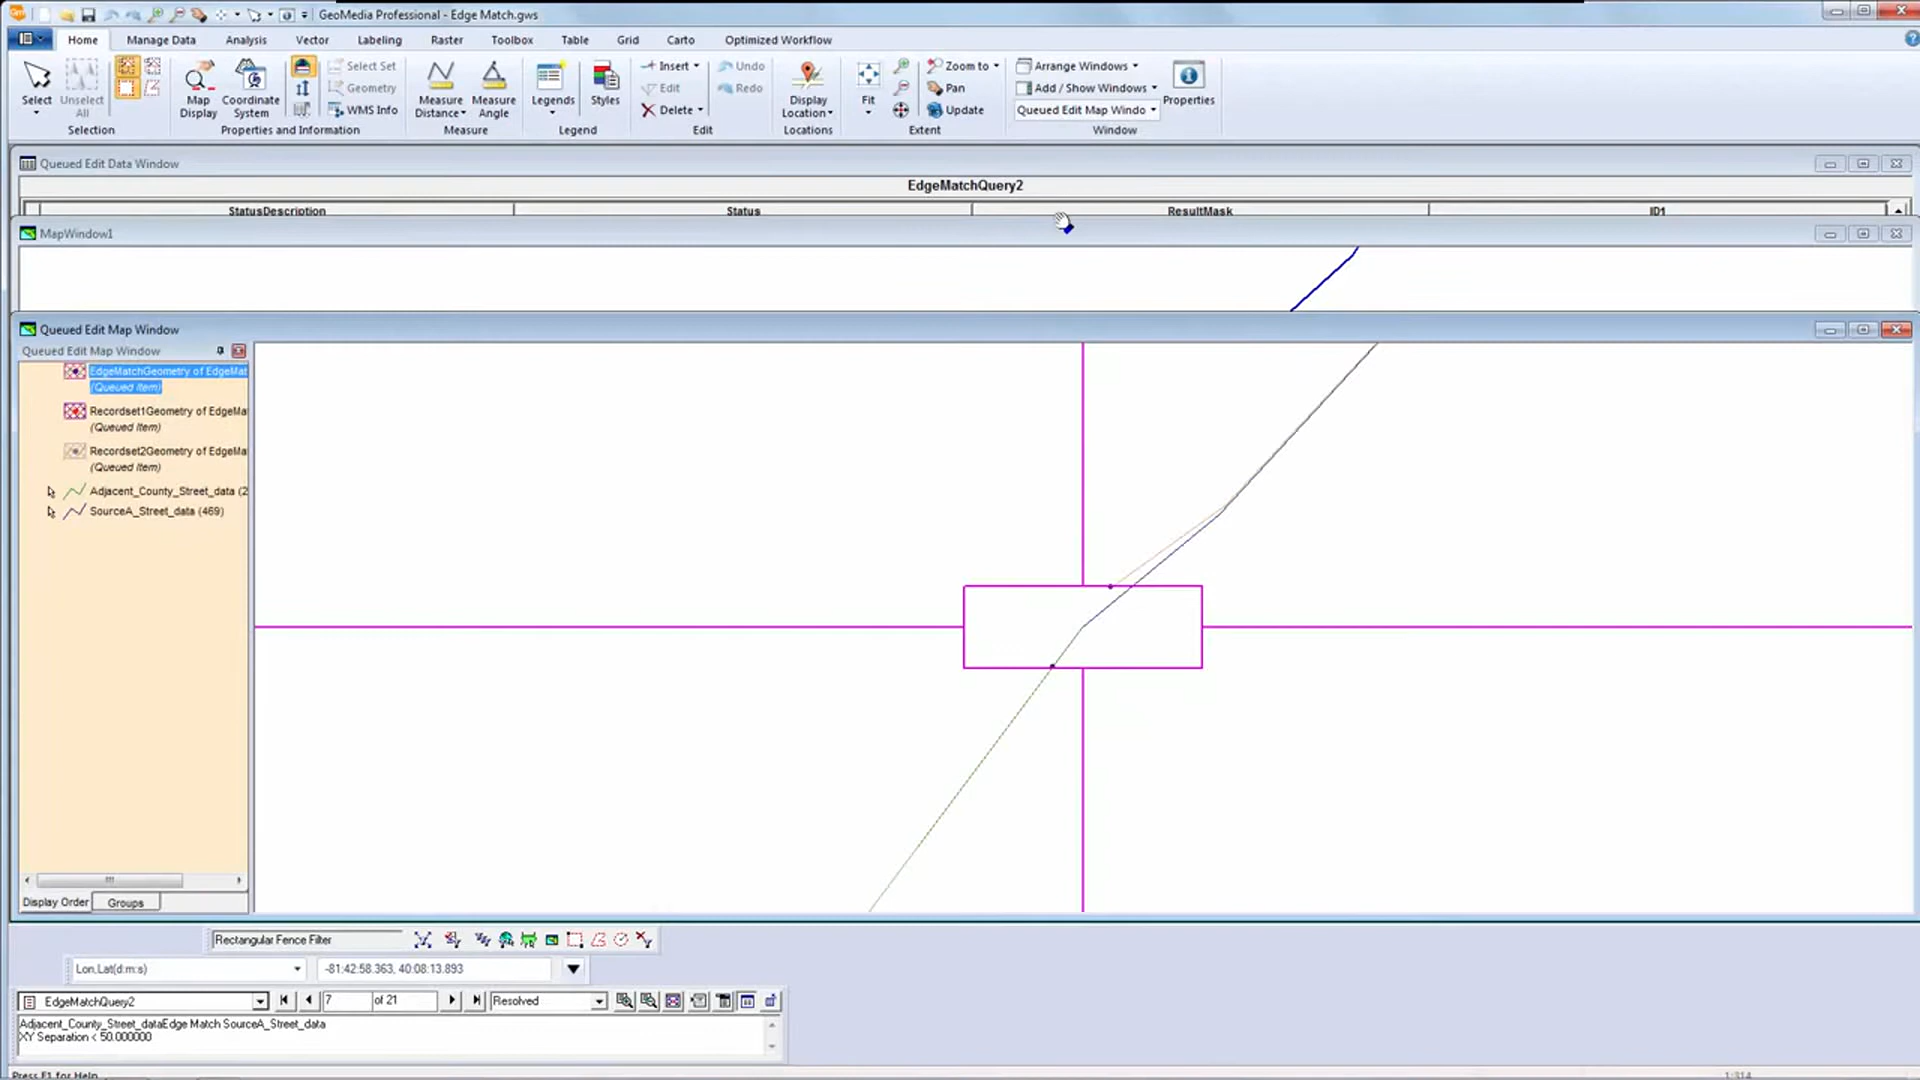 GeoMedia Professional - Edge Match.gws
Home Manage Data Analysis Vector Labeling Raster Toolbox Table Grid Carto Optimized Workflow
Select Unselect All
Selection
Map Display Coordinate System Select Set Geometry WMS Info
Properties and Information
Measure Distance Measure Angle
Measure
Legends Styles
Legend
Insert Edit Delete Undo Redo
Edit
Display Location
Locations
Fit Zoom to Pan Update
Extent
Arrange Windows
Add / Show Windows
Queued Edit Map Windo
Properties
Window
Queued Edit Data Window
EdgeMatchQuery2
StatusDescription Status ResultMask ID1
MapWindow1
Queued Edit Map Window
Queued Edit Map Window
EdgeMatchGeometry of EdgeMat
(Queued Item)
Recordset1Geometry of EdgeMa
(Queued Item)
Recordset2Geometry of EdgeMa
(Queued Item)
Adjacent_County_Street_data (2
SourceA_Street_data (469)
Display Order Groups
Rectangular Fence Filter
Lon,Lat(d:m:s) -81:42:58.363, 40:08:13.893
EdgeMatchQuery2 7 of 21 Resolved
Adjacent_County_Street_dataEdge Match SourceA_Street_data
XY Separation < 50.000000
Press F1 for Help
1:314